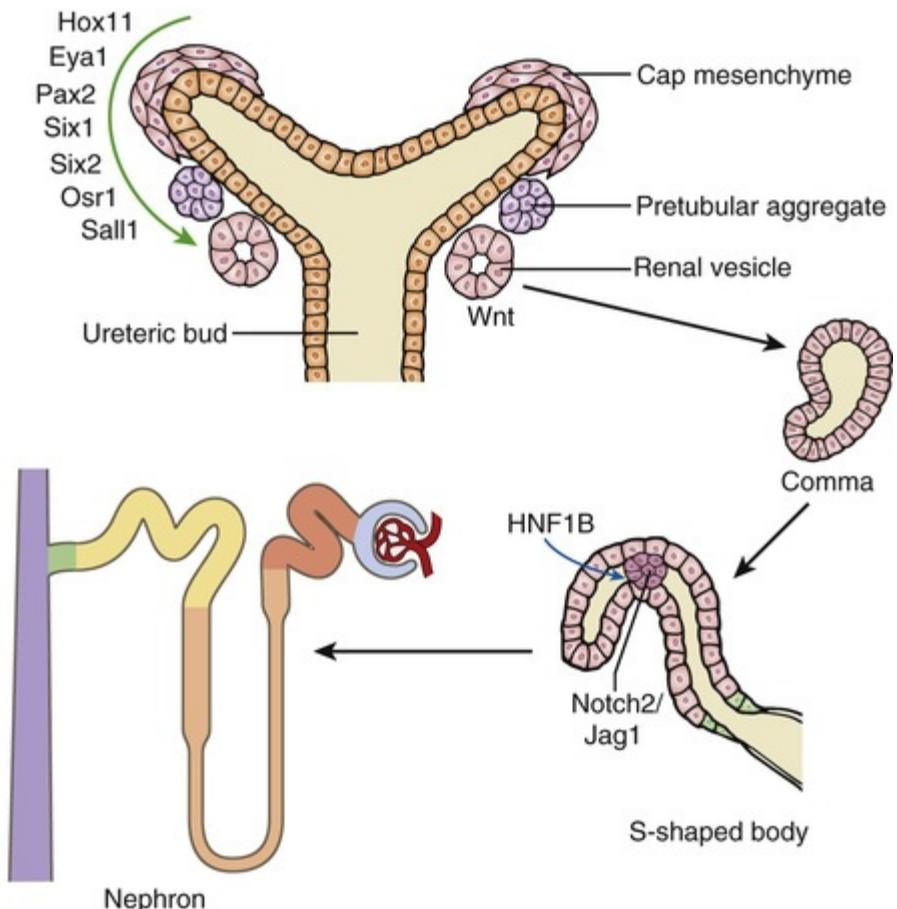 Hox11
Eya1
Pax2
Six1
Six2
Osr1
Sall1
Cap mesenchyme
Pretubular aggregate
Renal vesicle
Wnt
Ureteric bud
Comma
HNF1B
Notch2/
Jag1
S-shaped body
Nephron